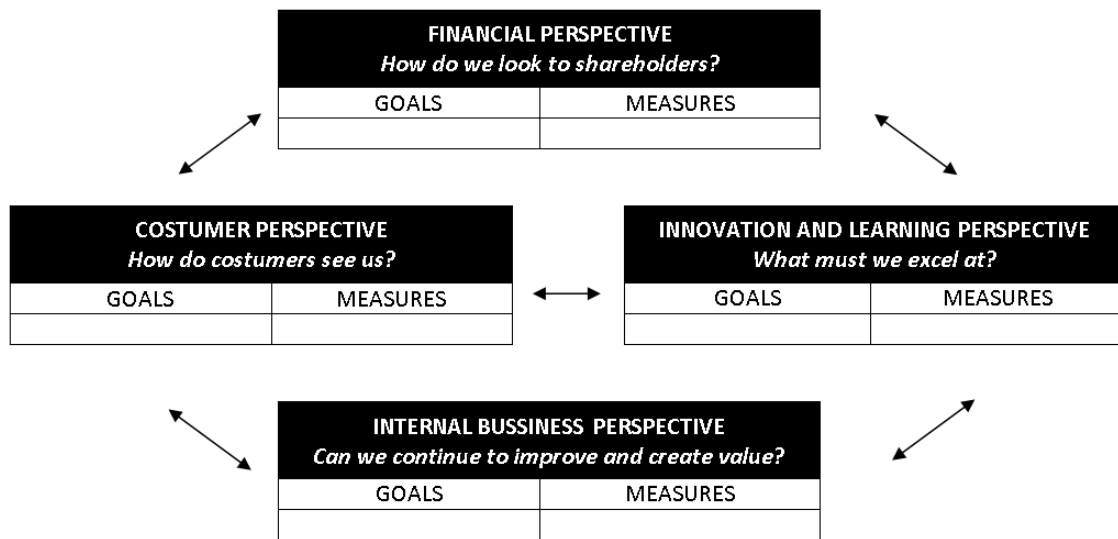 FINANCIAL PERSPECTIVE
How do we look to shareholders?
GOALS MEASURES
COSTUMER PERSPECTIVE
How do costumers see us?
GOALS MEASURES
INNOVATION AND LEARNING PERSPECTIVE
What must we excel at?
GOALS MEASURES
INTERNAL BUSSINESS PERSPECTIVE
Can we continue to improve and create value?
GOALS MEASURES